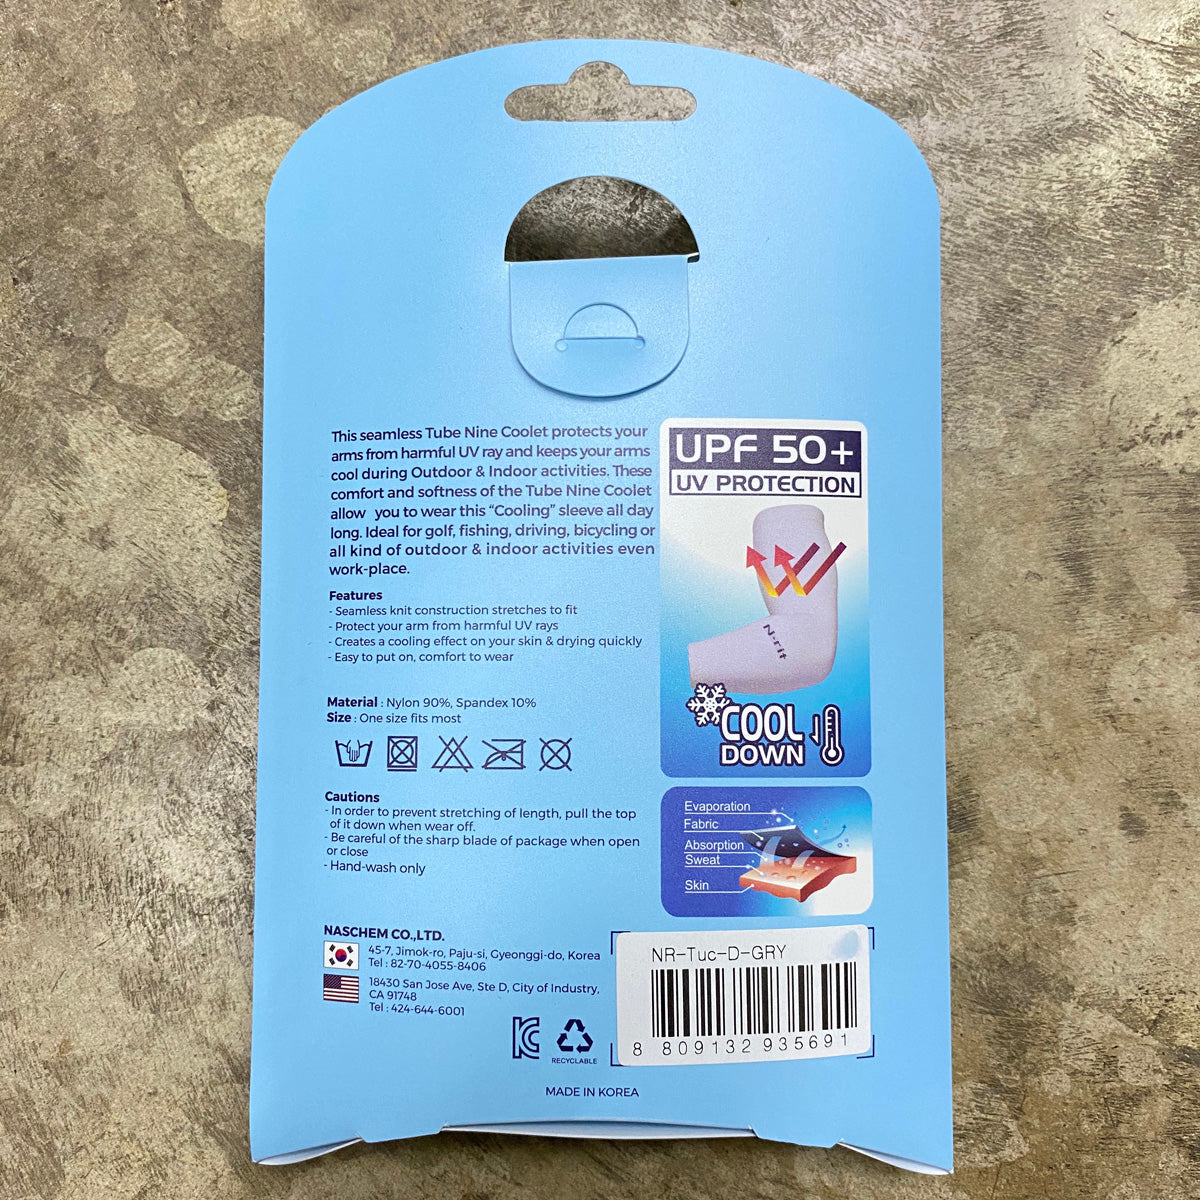 This seamless Tube Nine Coolet protects your
arms from harmful UV ray and keeps your arms
cool during Outdoor & Indoor activities. These
comfort and softness of the Tube Nine Coolet
allow you to wear this “Cooling” sleeve all day
long. Ideal for golf, fishing, driving, bicycling or
all kind of outdoor & indoor activities even
work-place.
Features
- Seamless knit construction stretches to fit
- Protect your arm from harmful UV rays
- Creates a cooling effect on your skin & drying quickly
- Easy to put on, comfort to wear
Material : Nylon 90%, Spandex 10%
Size : One size fits most
Cautions
- In order to prevent stretching of length, pull the top
of it down when wear off.
- Be careful of the sharp blade of package when open
or close
- Hand-wash only
UPF 50+
UV PROTECTION
N-rit
COOL
DOWN
Evaporation
Fabric
Absorption
Sweat
Skin
NASCHEM CO.,LTD.
45-7, Jimok-ro, Paju-si, Gyeonggi-do, Korea
Tel : 82-70-4055-8406
18430 San Jose Ave, Ste D, City of Industry,
CA 91748
Tel : 424-644-6001
RECYCLABLE
NR-Tuc-D-GRY
8 809132 935691
MADE IN KOREA